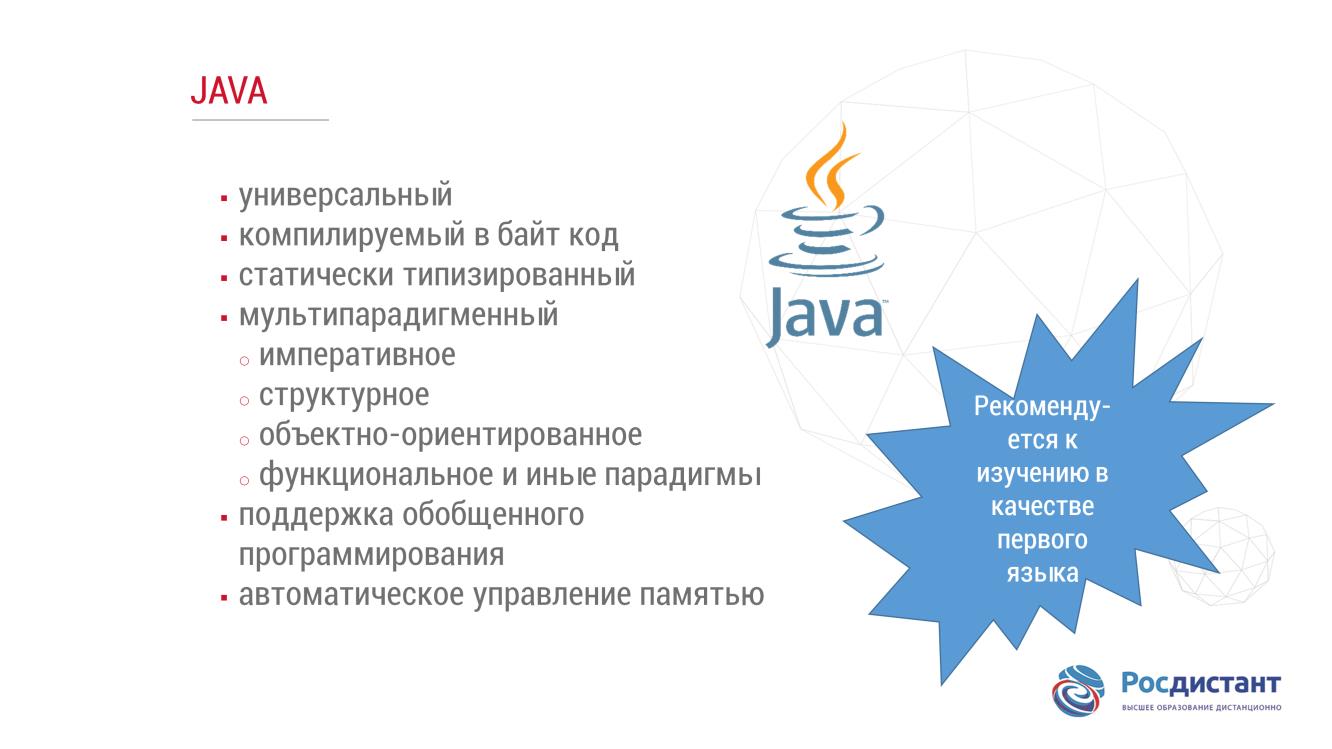 JAVA
универсальный
компилируемый в байт код
статически типизированный
мультипарадигменный
императивное
структурное
объектно-ориентированное
функциональное и иные парадигмы
поддержка обобщенного
программирования
автоматическое управление памятью
Java™
Рекоменду-
ется к
изучению в
качестве
первого
языка
Росдистант
ВЫСШЕЕ ОБРАЗОВАНИЕ ДИСТАНЦИОННО